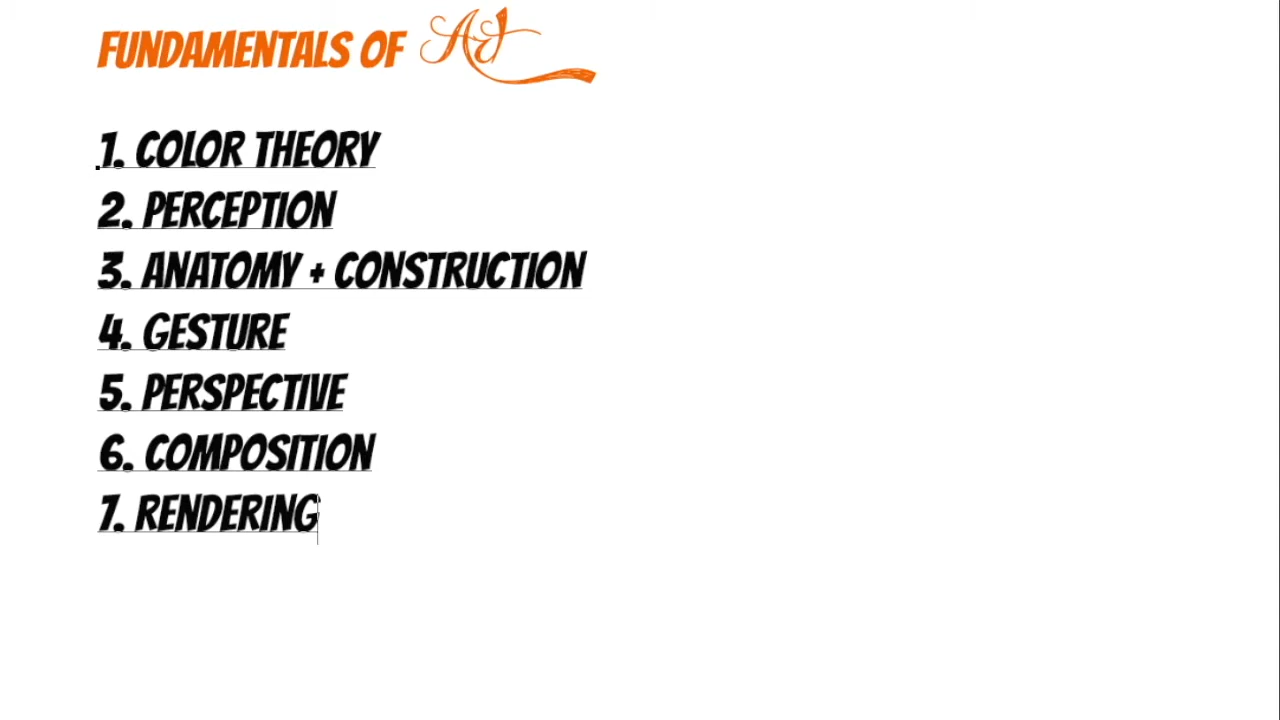 FUNDAMENTALS OF Art
1. COLOR THEORY
2. PERCEPTION
3. ANATOMY + CONSTRUCTION
4. GESTURE
5. PERSPECTIVE
6. COMPOSITION
7. RENDERING